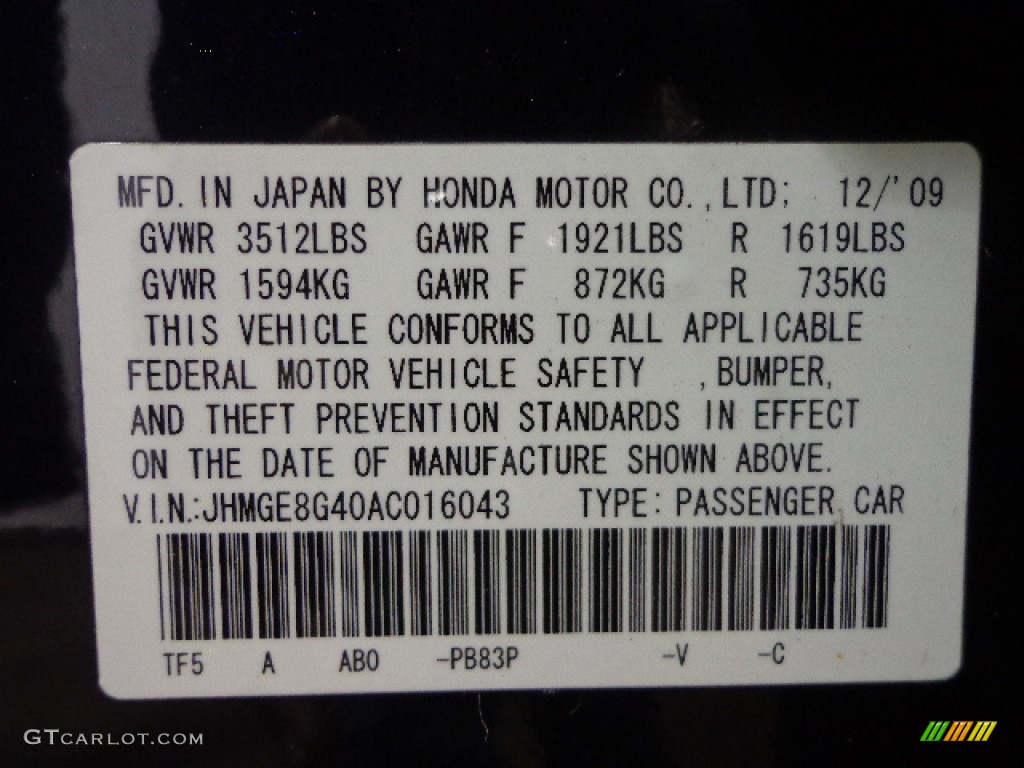 MFD. IN JAPAN BY HONDA MOTOR CO.,LTD; 12/'09
GVWR 3512LBS GAWR F 1921LBS R 1619LBS
GVWR 1594KG GAWR F 872KG R 735KG
THIS VEHICLE CONFORMS TO ALL APPLICABLE
FEDERAL MOTOR VEHICLE SAFETY ,BUMPER,
AND THEFT PREVENTION STANDARDS IN EFFECT
ON THE DATE OF MANUFACTURE SHOWN ABOVE.
V.I.N.:JHMGE8G40AC016043 TYPE: PASSENGER CAR
TF5 A AB0 -PB83P -V -C
GTCARLOT.COM